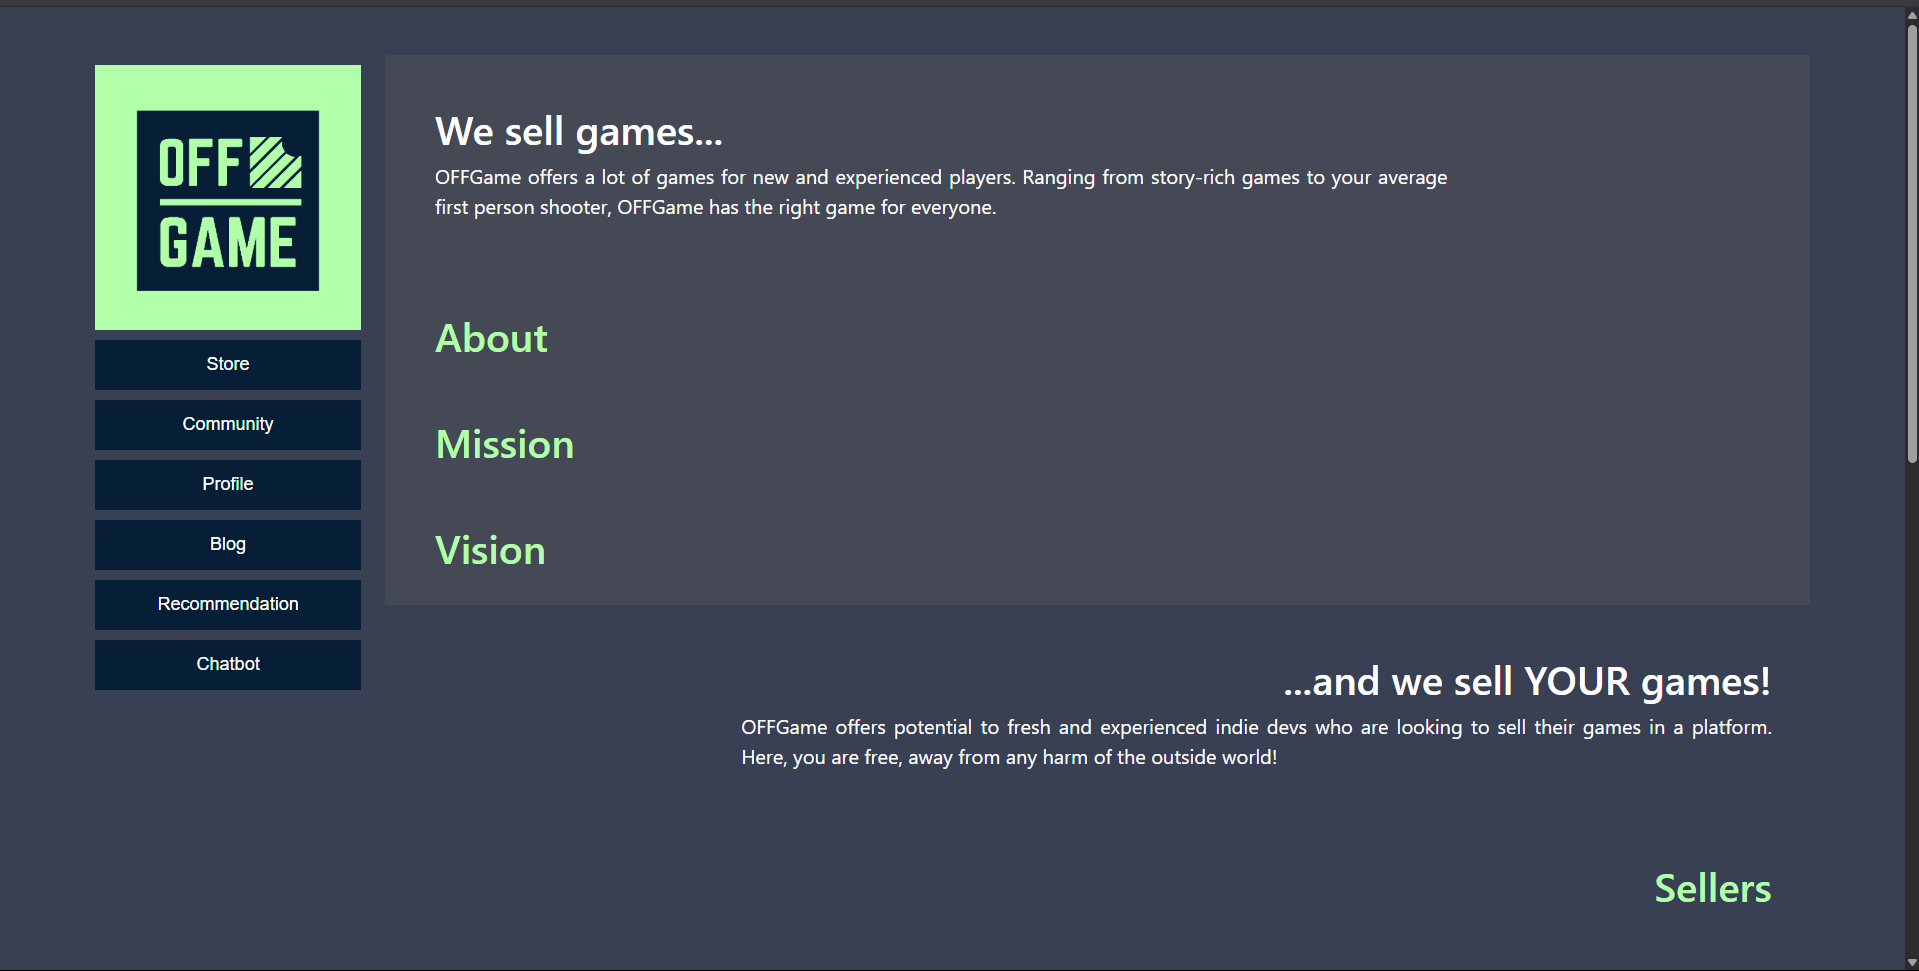 OFF
GAME
Store
Community
Profile
Blog
Recommendation
Chatbot
We sell games...
OFFGame offers a lot of games for new and experienced players. Ranging from story-rich games to your average
first person shooter, OFFGame has the right game for everyone.
About
Mission
Vision
...and we sell YOUR games!
OFFGame offers potential to fresh and experienced indie devs who are looking to sell their games in a platform.
Here, you are free, away from any harm of the outside world!
Sellers